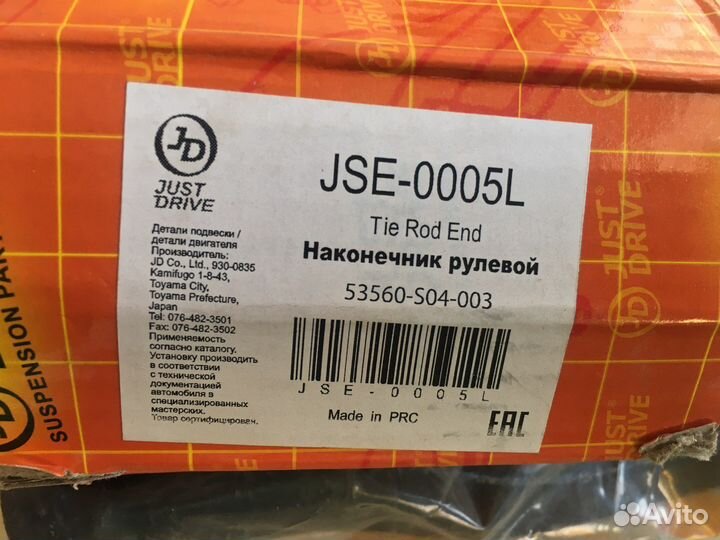 JUST
DRIVE
JD
JUST
DRIVE
JSE-0005L
Tie Rod End
Наконечник рулевой
53560-S04-003
JSE-0005L
Made in PRC
EAC
Детали подвески /
детали двигателя
Производитель:
JD Co., Ltd., 930-0835
Kamifugo 1-8-43,
Toyama City,
Toyama Prefecture,
Japan
Tel: 076-482-3501
Fax: 076-482-3502
Применяемость
согласно каталогу.
Установку производить
в соответствии
с технической
документацией
автомобиля в
специализированных
мастерских.
Товар сертифицирован.
JUST
DRIVE
SUSPENSION PART
Avito